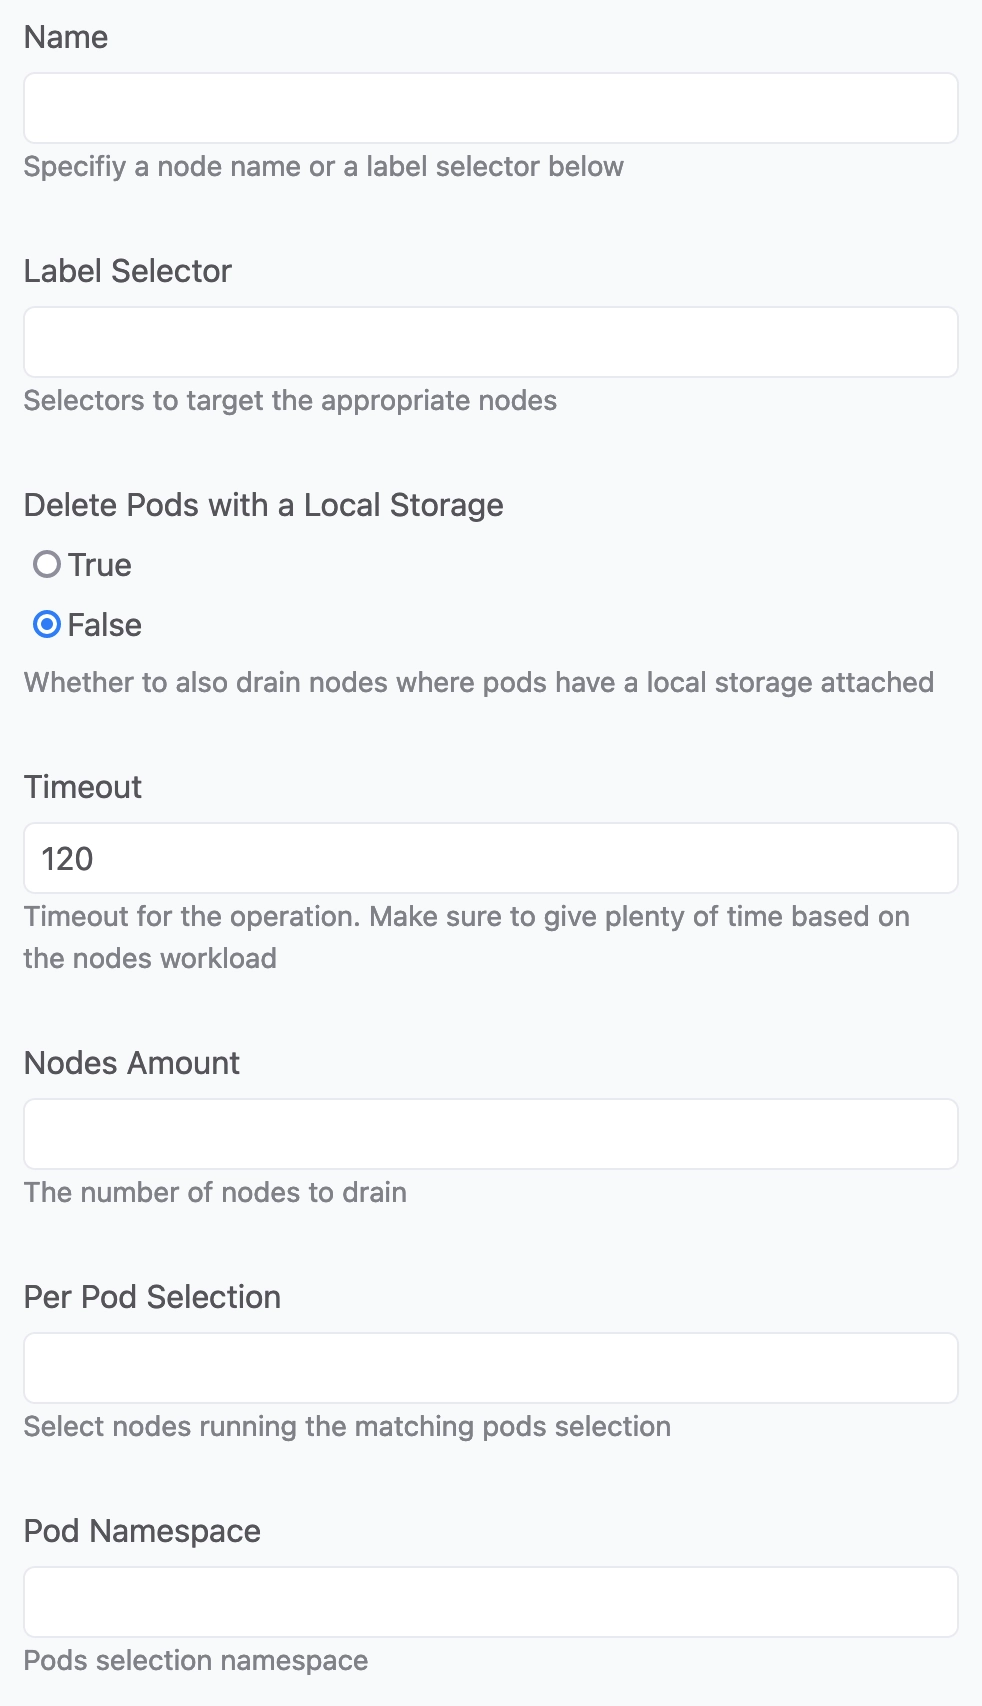 Name
Specifiy a node name or a label selector below
Label Selector
Selectors to target the appropriate nodes
Delete Pods with a Local Storage
True
False
Whether to also drain nodes where pods have a local storage attached
Timeout
120
Timeout for the operation. Make sure to give plenty of time based on
the nodes workload
Nodes Amount
The number of nodes to drain
Per Pod Selection
Select nodes running the matching pods selection
Pod Namespace
Pods selection namespace